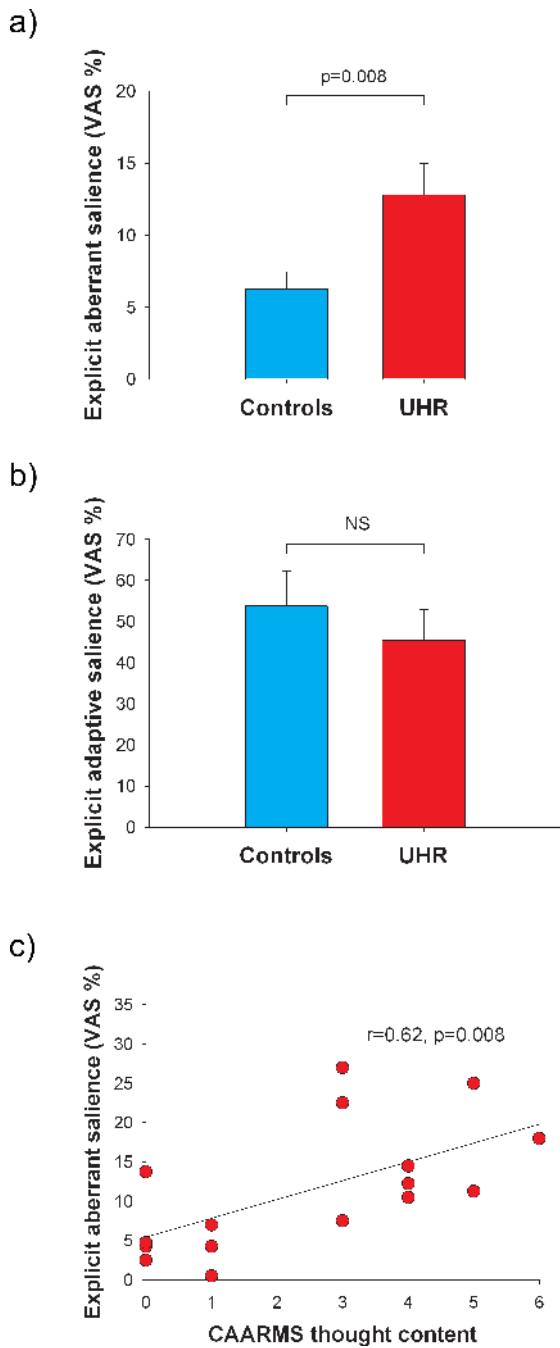 a)
p=0.008
Explicit aberrant salience (VAS %)
20
15
10
5
0
Controls
UHR
b)
NS
Explicit adaptive salience (VAS %)
70
60
50
40
30
20
10
0
Controls
UHR
c)
Explicit aberrant salience (VAS %)
35
30
25
20
15
10
5
0
r=0.62, p=0.008
0 1 2 3 4 5 6
CAARMS thought content